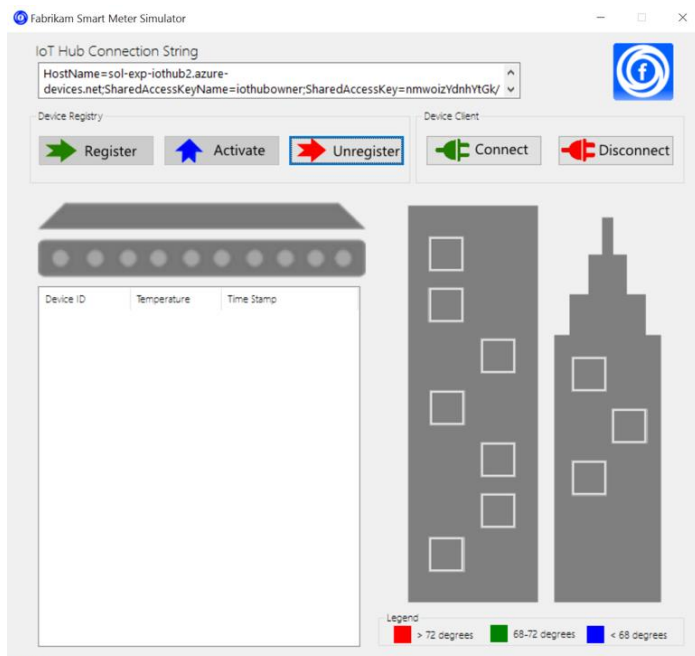 Fabrikam Smart Meter Simulator
IoT Hub Connection String
HostName=sol-exp-iothub2.azure-
devices.net;SharedAccessKeyName=iothubowner;SharedAccessKey=nmwoizYdnhYtGk/
Device Registry
Device Client
Register
Activate
Unregister
Connect
Disconnect
Device ID
Temperature
Time Stamp
Legend
> 72 degrees
68-72 degrees
< 68 degrees